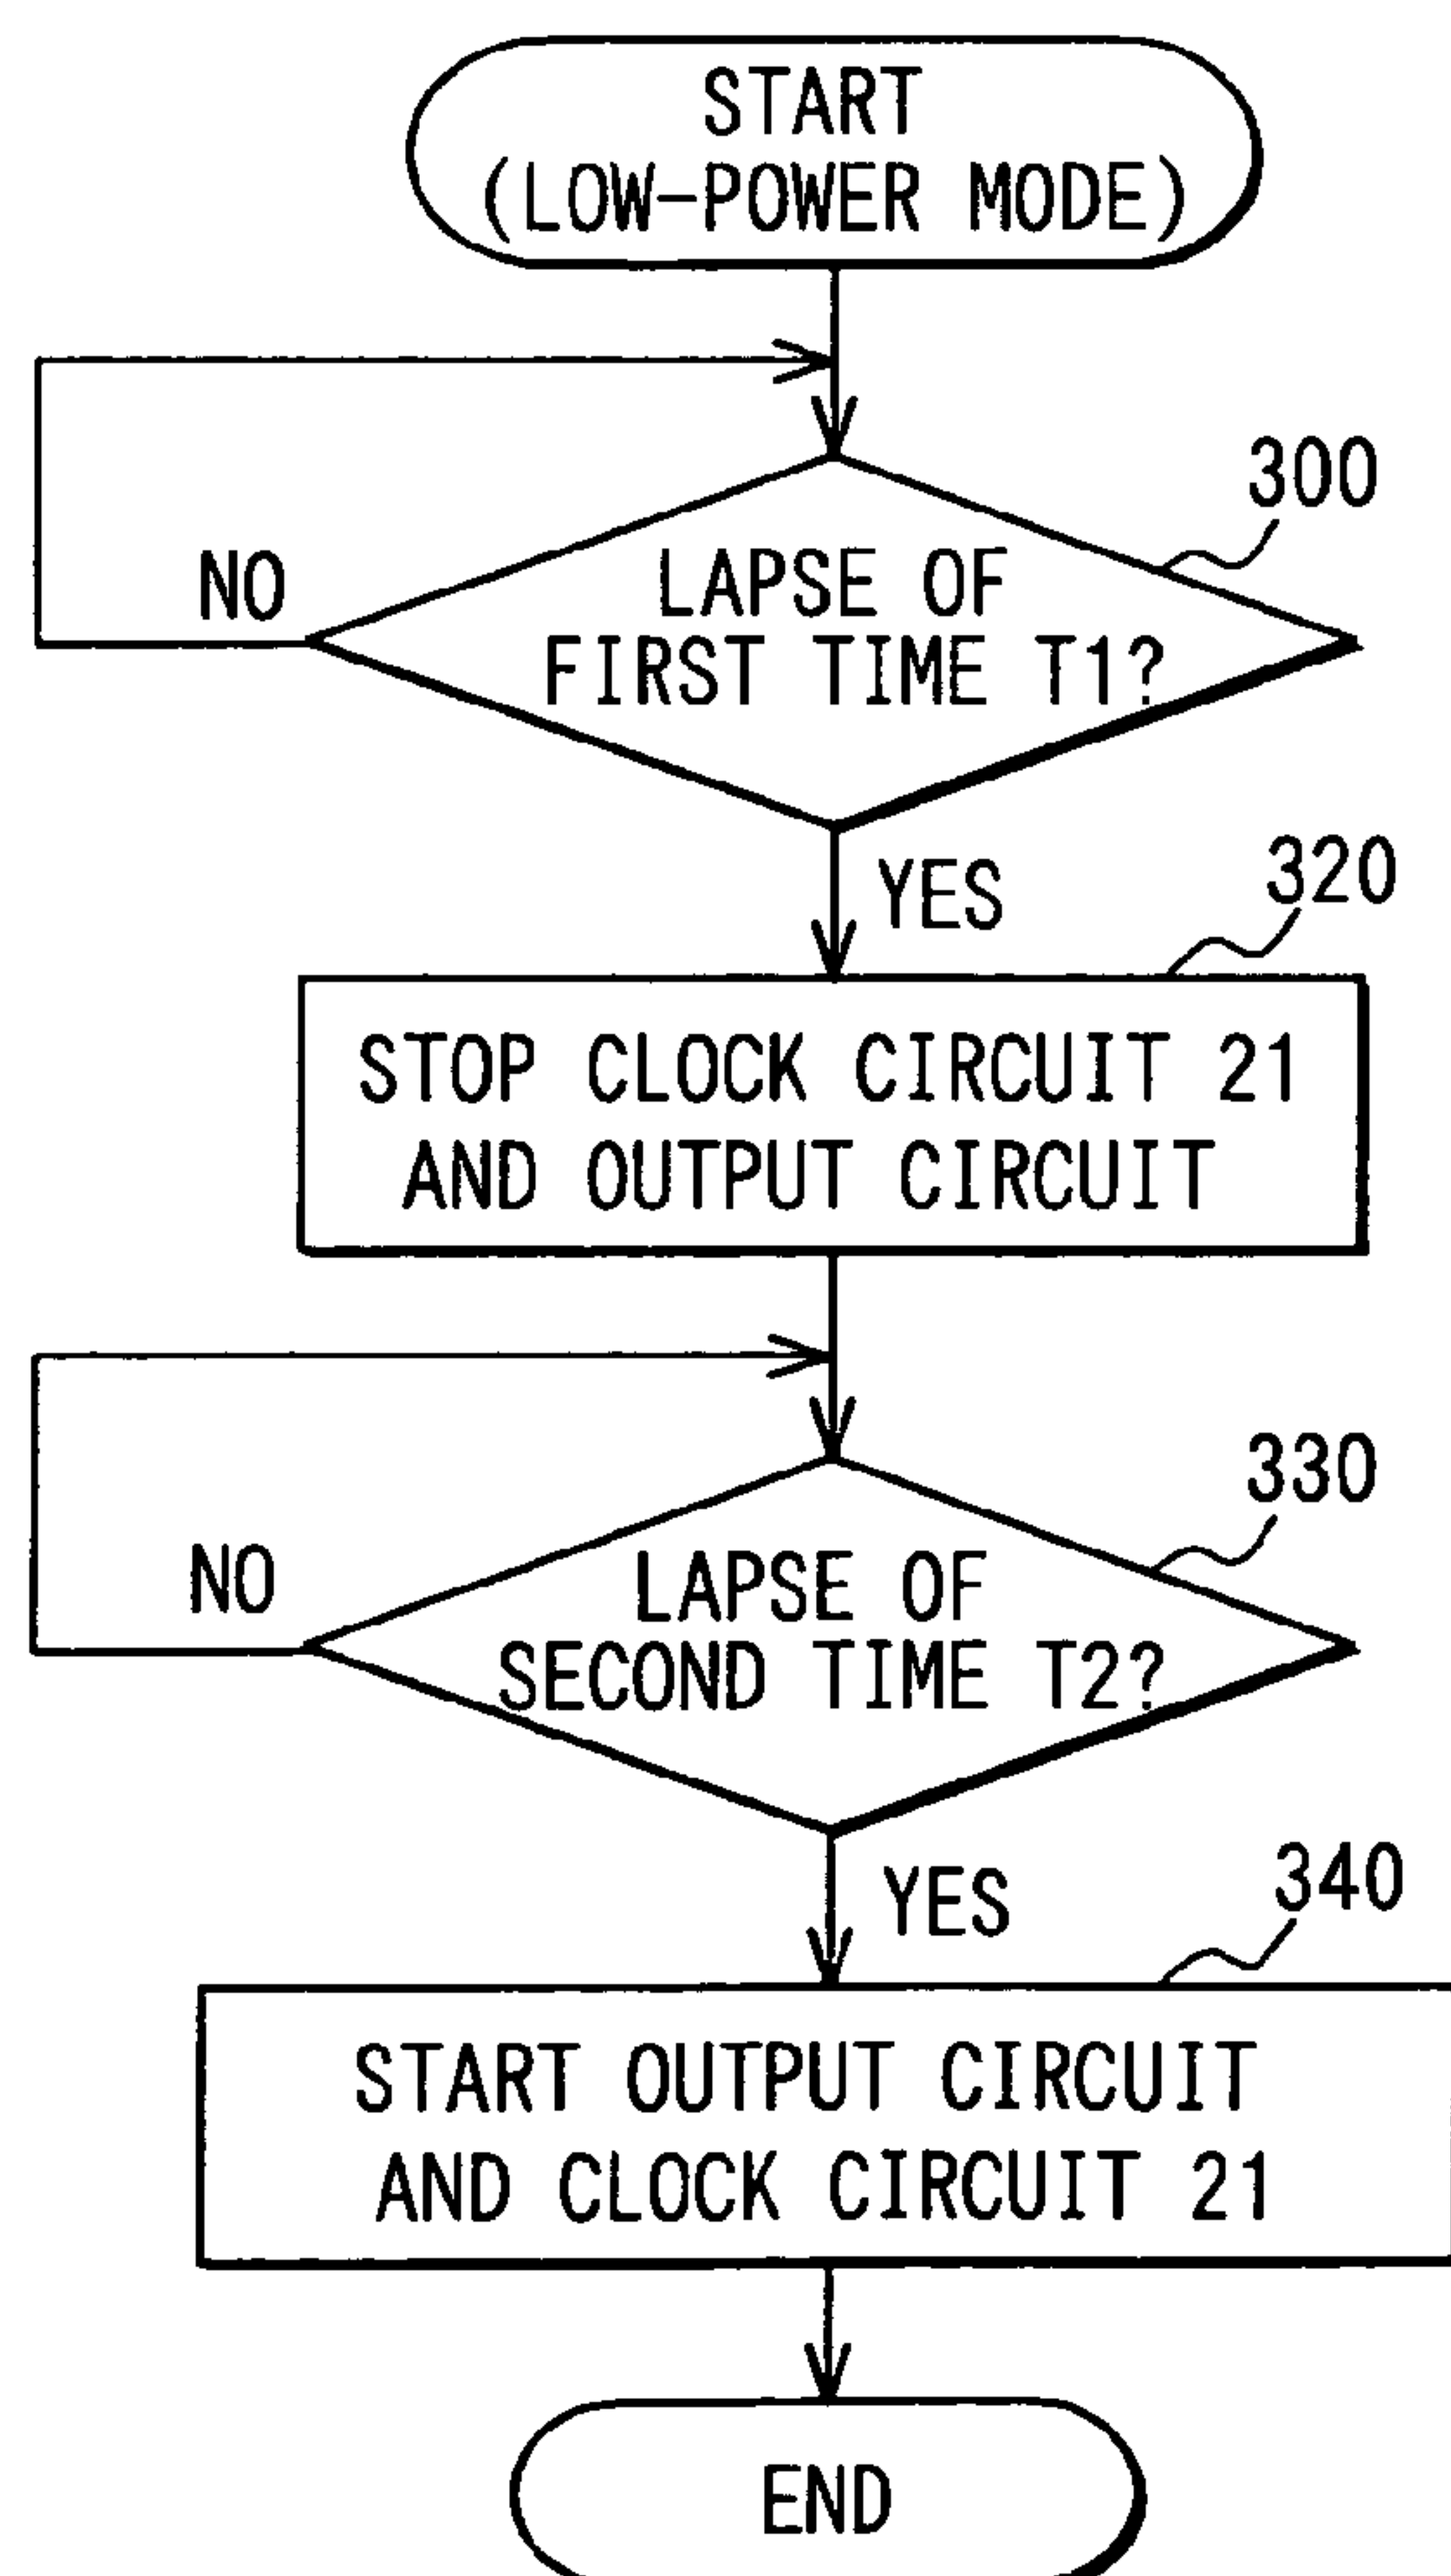 START
(LOW-POWER MODE)
300
NO
LAPSE OF
FIRST TIME T1?
YES
320
STOP CLOCK CIRCUIT 21
AND OUTPUT CIRCUIT
330
NO
LAPSE OF
SECOND TIME T2?
YES
340
START OUTPUT CIRCUIT
AND CLOCK CIRCUIT 21
END